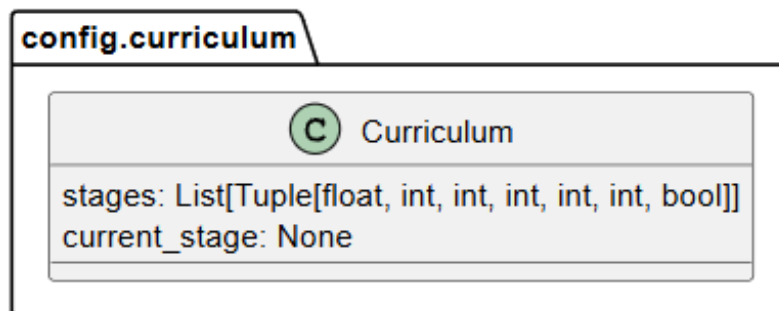 config.curriculum
C Curriculum
stages: List[Tuple[float, int, int, int, int, int, bool]]
current_stage: None